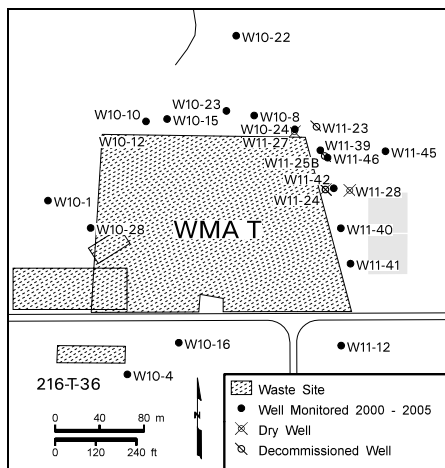 W10-22
W10-23
W10-10
W10-15
W10-8
W10-24
W11-23
W10-12
W11-27
W11-39
W11-45
W11-25B
W11-46
W11-42
W11-28
W11-24
W10-1
W10-28
WMA T
W11-40
W11-41
W10-16
W11-12
W10-4
216-T-36
N
0 40 80 m
0 120 240 ft
Waste Site
Well Monitored 2000 - 2005
Dry Well
Decommissioned Well